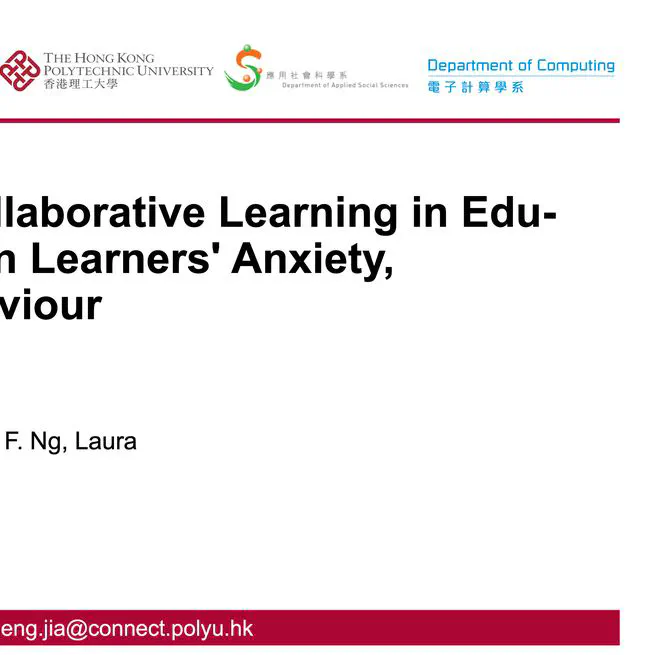 THE HONG KONG
POLYTECHNIC UNIVERSITY
香港理工大學
應用社會科學系
Department of Applied Social Sciences
Department of Computing
電子計算學系
llaborative Learning in Edu-
n Learners' Anxiety,
viour
F. Ng, Laura
eng.jia@connect.polyu.hk